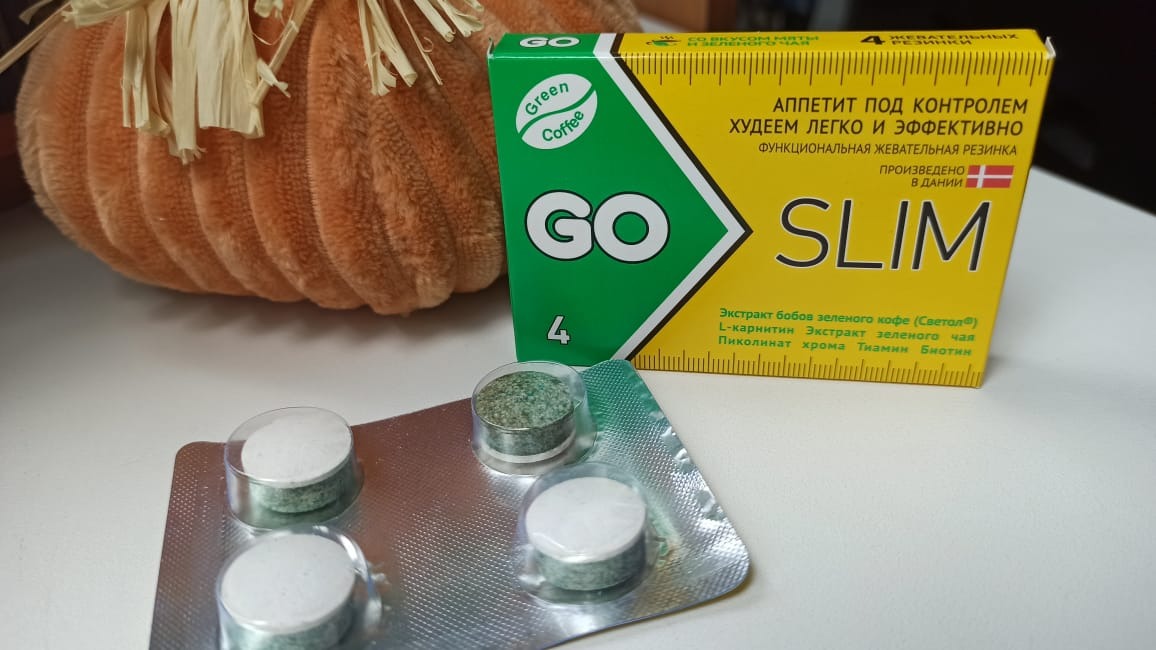 GO
СО ВКУСОМ МЯТЫ
И ЗЕЛЕНОГО ЧАЯ
4 ЖЕВАТЕЛЬНЫХ
РЕЗИНКИ
Green
Coffee
АППЕТИТ ПОД КОНТРОЛЕМ
ХУДЕЕМ ЛЕГКО И ЭФФЕКТИВНО
ФУНКЦИОНАЛЬНАЯ ЖЕВАТЕЛЬНАЯ РЕЗИНКА
ПРОИЗВЕДЕНО
В ДАНИИ
GO
SLIM
4
Экстракт бобов зеленого кофе (Светол®)
L-карнитин Экстракт зеленого чая
Пиколинат хрома Тиамин Биотин